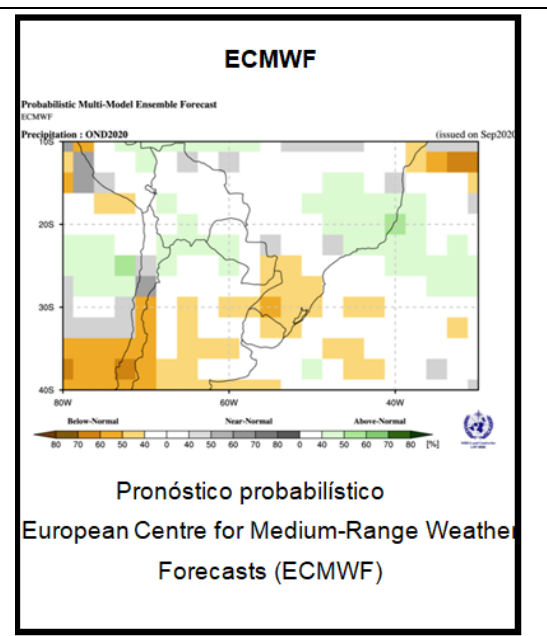 ECMWF
Probabilistic Multi-Model Ensemble Forecast
ECMWF
Precipitation : OND2020 (issued on Sep2020
10S
20S
30S
40S
80W 60W 40W
Below-Normal Near-Normal Above-Normal
80 70 60 50 40 0 40 50 60 70 80 0 40 50 60 70 80 [%]
Pronóstico probabilístico
European Centre for Medium-Range Weather
Forecasts (ECMWF)